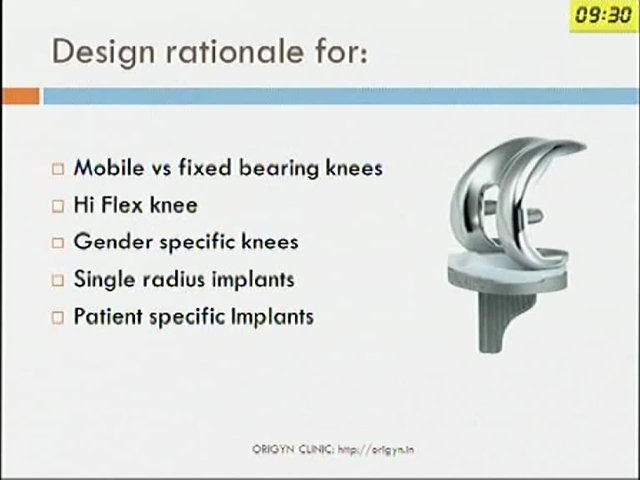 09:30
Design rationale for:
Mobile vs fixed bearing knees
Hi Flex knee
Gender specific knees
Single radius implants
Patient specific Implants
ORIGYN CLINIC: http://origyn.in